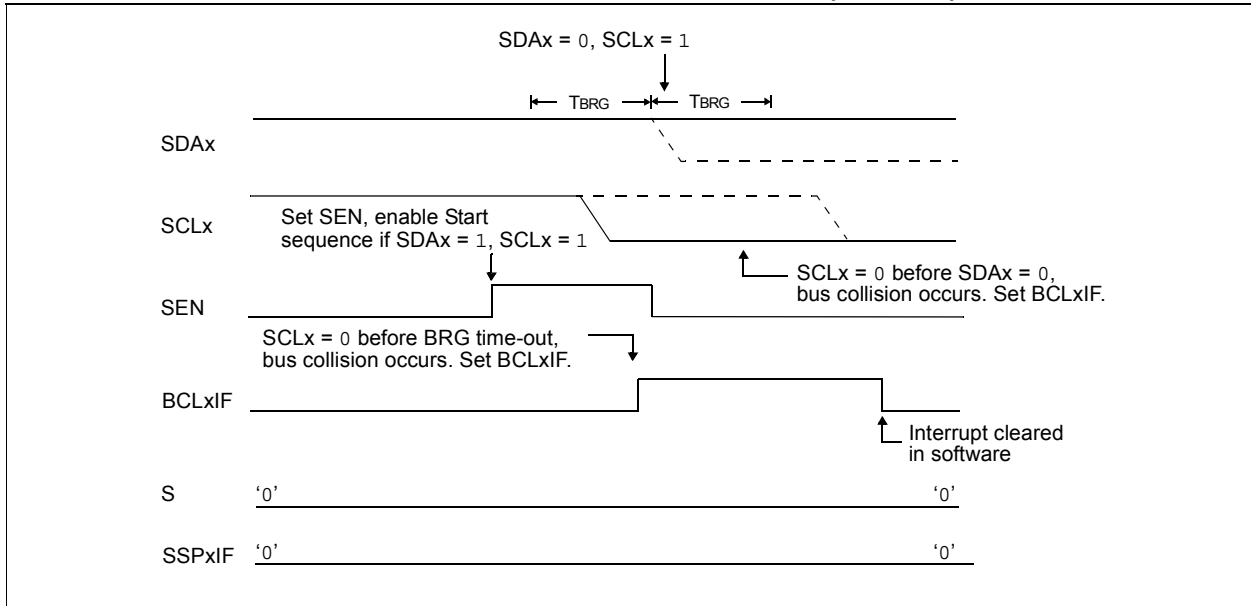 SDAx = 0, SCLx = 1
TBRG TBRG
SDAx
SCLx
Set SEN, enable Start
sequence if SDAx = 1, SCLx = 1
SCLx = 0 before SDAx = 0,
bus collision occurs. Set BCLxIF.
SEN
SCLx = 0 before BRG time-out,
bus collision occurs. Set BCLxIF.
BCLxIF
Interrupt cleared
in software
S ‘0’ ‘0’
SSPxIF ‘0’ ‘0’